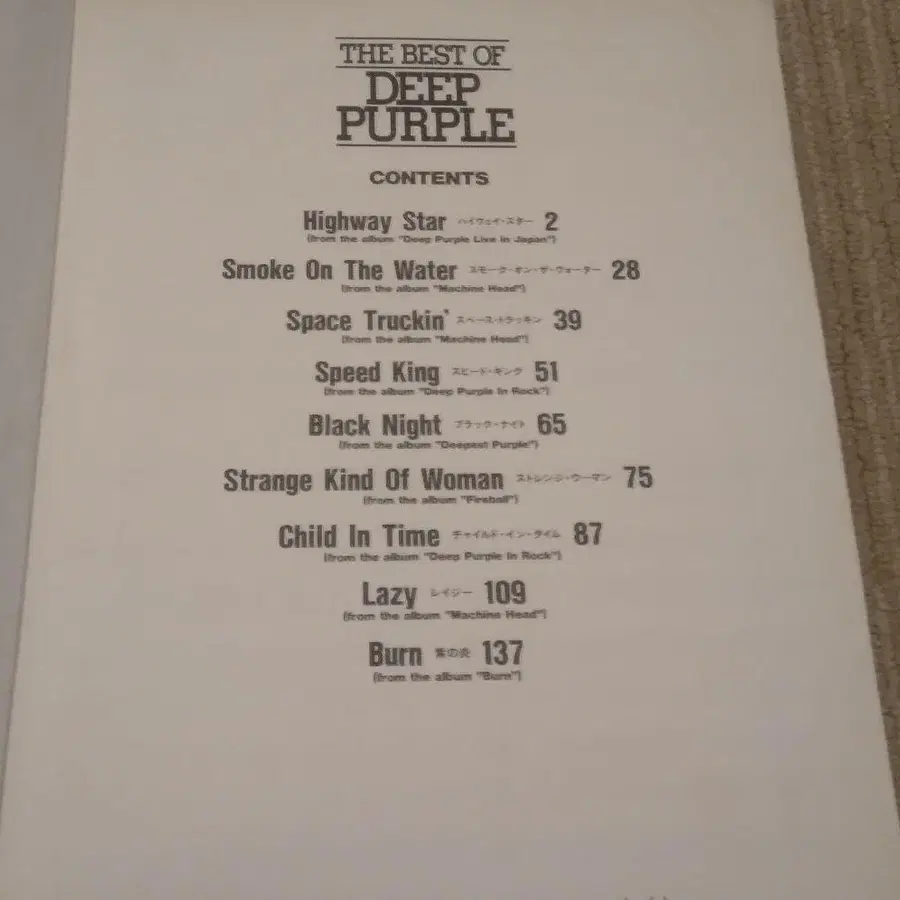 THE BEST OF
DEEP
PURPLE
CONTENTS
Highway Star ハイウェイ・スター 2
(from the album "Deep Purple Live In Japan")
Smoke On The Water スモーク・オン・ザ・ウォーター 28
(from the album "Machine Head")
Space Truckin' スペース・トラッキン 39
(from the album "Machine Head")
Speed King スピード・キング 51
(from the album "Deep Purple In Rock")
Black Night ブラック・ナイト 65
(from the album "Deepest Purple")
Strange Kind Of Woman ストレンジ・ウーマン 75
(from the album "Fireball")
Child In Time チャイルド・イン・タイム 87
(from the album "Deep Purple In Rock")
Lazy レイジー 109
(from the album "Machine Head")
Burn 紫の炎 137
(from the album "Burn")